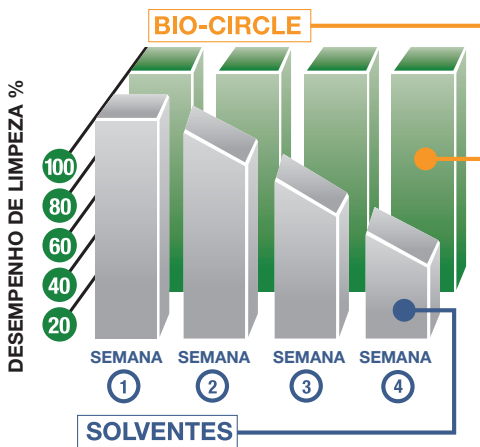 BIO-CIRCLE
DESEMPENHO DE LIMPEZA %
100
80
60
40
20
SEMANA SEMANA SEMANA SEMANA
1 2 3 4
SOLVENTES